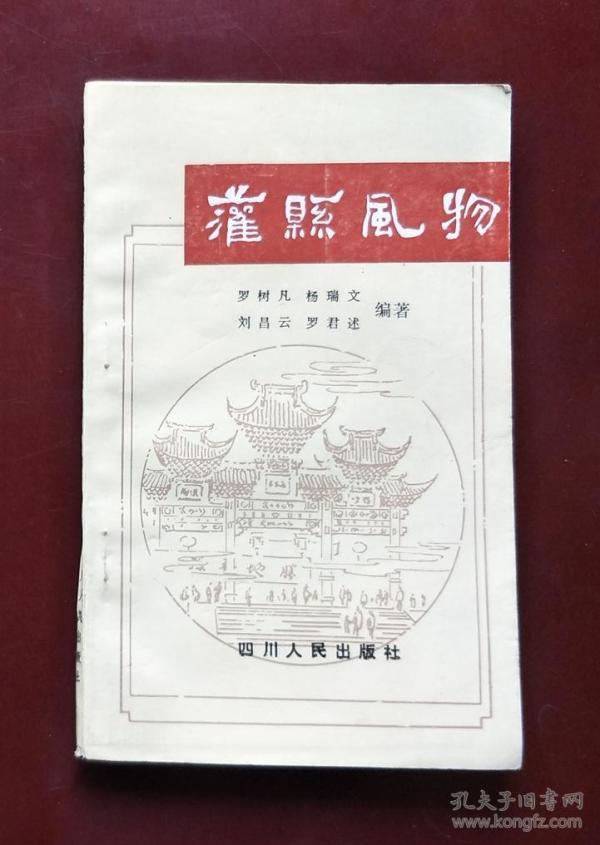 灌縣風物
罗树凡 杨瑞文
刘昌云 罗君述
编著
四川人民出版社
孔夫子旧书网
www.kongfz.com